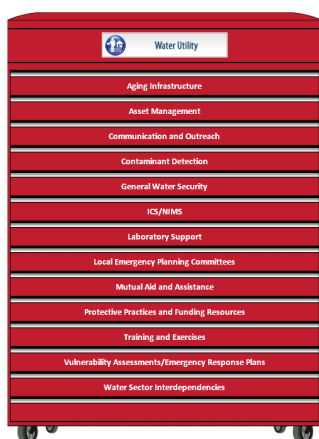 Water Utility
Aging Infrastructure
Asset Management
Communication and Outreach
Contaminant Detection
General Water Security
ICS/NIMS
Laboratory Support
Local Emergency Planning Committees
Mutual Aid and Assistance
Protective Practices and Funding Resources
Training and Exercises
Vulnerability Assessments/Emergency Response Plans
Water Sector Interdependencies